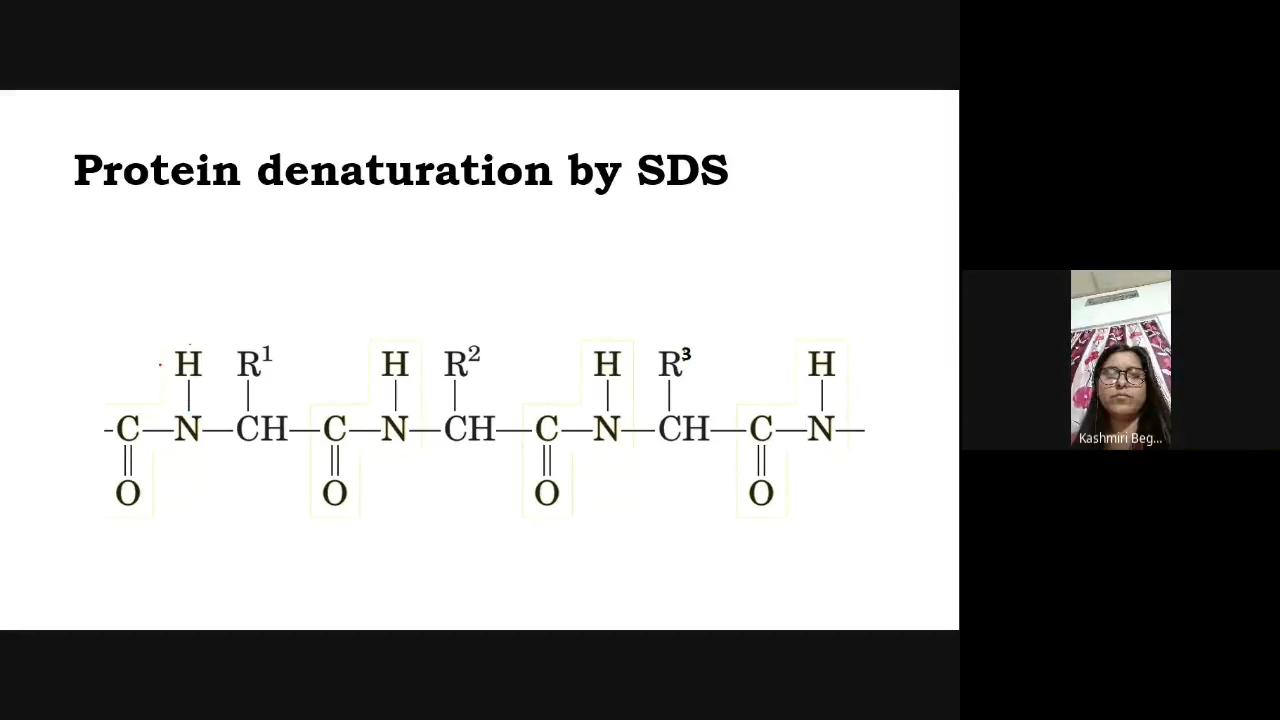 Protein denaturation by SDS
H R¹ H R² H R³ H
C—N—CH—C—N—CH—C—N—CH—C—N—
O O O O
Kashmiri Beg...